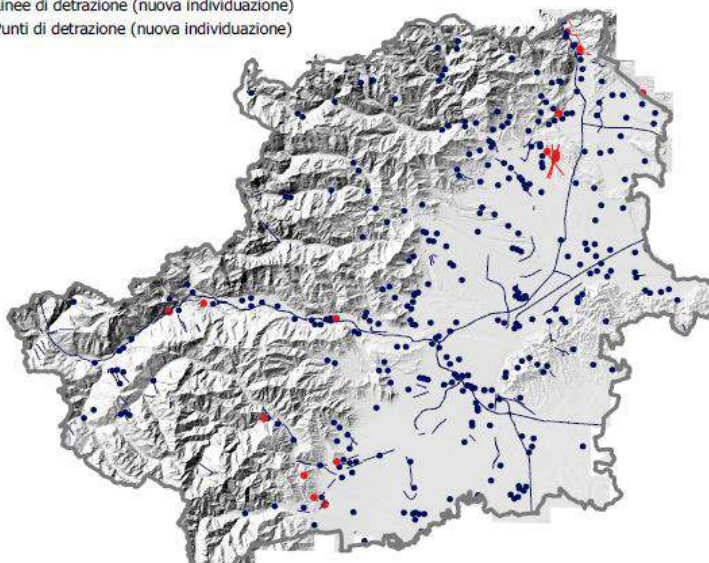 inee di detrazione (nuova individuazione)
unti di detrazione (nuova individuazione)